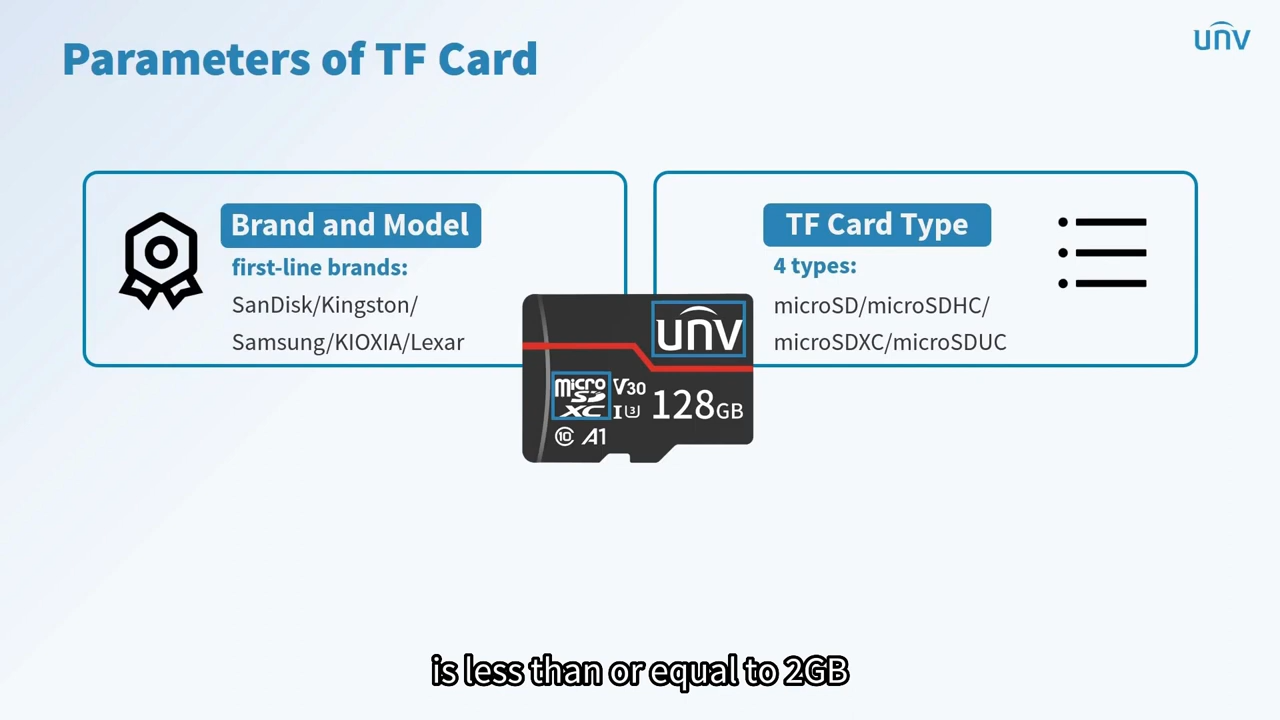 Parameters of TF Card
unv
Brand and Model
first-line brands:
SanDisk/Kingston/
Samsung/KIOXIA/Lexar
TF Card Type
4 types:
microSD/microSDHC/
microSDXC/microSDUC
unv
micro SD XC
V30
I U3
128GB
10 A1
is less than or equal to 2GB